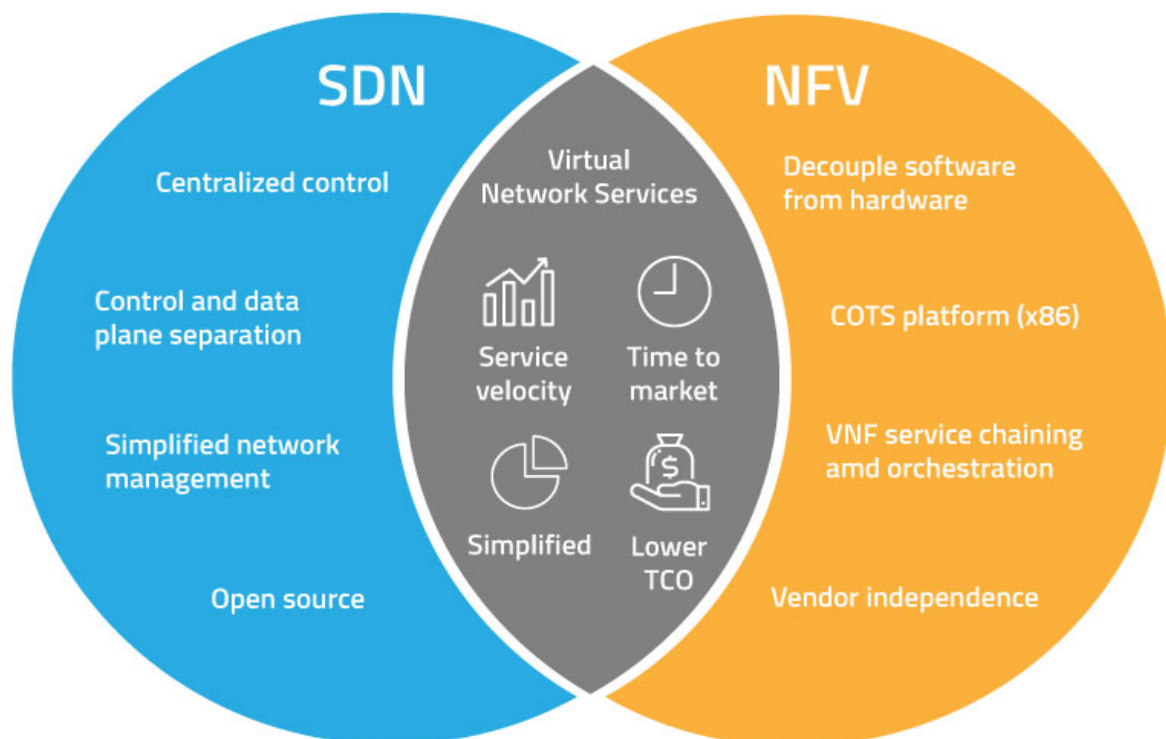 SDN
Centralized control
Control and data
plane separation
Simplified network
management
Open source
Virtual
Network Services
Service
velocity
Time to
market
Simplified
$
Lower
TCO
NFV
Decouple software
from hardware
COTS platform (x86)
VNF service chaining
amd orchestration
Vendor independence